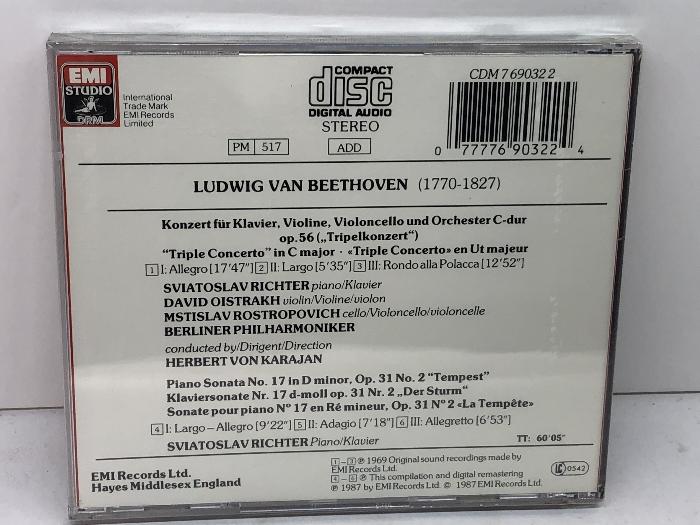 EMI
STUDIO
DRM
International
Trade Mark
EMI Records
Limited
COMPACT
disc
DIGITAL AUDIO
STEREO
PM 517
ADD
CDM 7 69032 2
0 77776 90322 4
LUDWIG VAN BEETHOVEN (1770-1827)
Konzert für Klavier, Violine, Violoncello und Orchester C-dur
op. 56 („Tripelkonzert“)
“Triple Concerto” in C major · «Triple Concerto» en Ut majeur
1 I: Allegro [17’47”] 2 II: Largo [5’35”] 3 III: Rondo alla Polacca [12’52”]
SVIATOSLAV RICHTER piano/Klavier
DAVID OISTRAKH violin/Violine/violon
MSTISLAV ROSTROPOVICH cello/Violoncello/violoncelle
BERLINER PHILHARMONIKER
conducted by/Dirigent/Direction
HERBERT VON KARAJAN
Piano Sonata No. 17 in D minor, Op. 31 No. 2 “Tempest”
Klaviersonate Nr. 17 d-moll op. 31 Nr. 2 „Der Sturm“
Sonate pour piano Nº 17 en Ré mineur, Op. 31 Nº 2 «La Tempête»
4 I: Largo – Allegro [9’22”] 5 II: Adagio [7’18”] 6 III: Allegretto [6’53”]
SVIATOSLAV RICHTER Piano/Klavier
TT: 60’05”
EMI Records Ltd.
Hayes Middlesex England
1 – 3 ℗ 1969 Original sound recordings made by
EMI Records Ltd.
4 – 6 ℗ This compilation and digital remastering
℗ 1987 by EMI Records Ltd. © 1987 EMI Records Ltd.
LC 0542